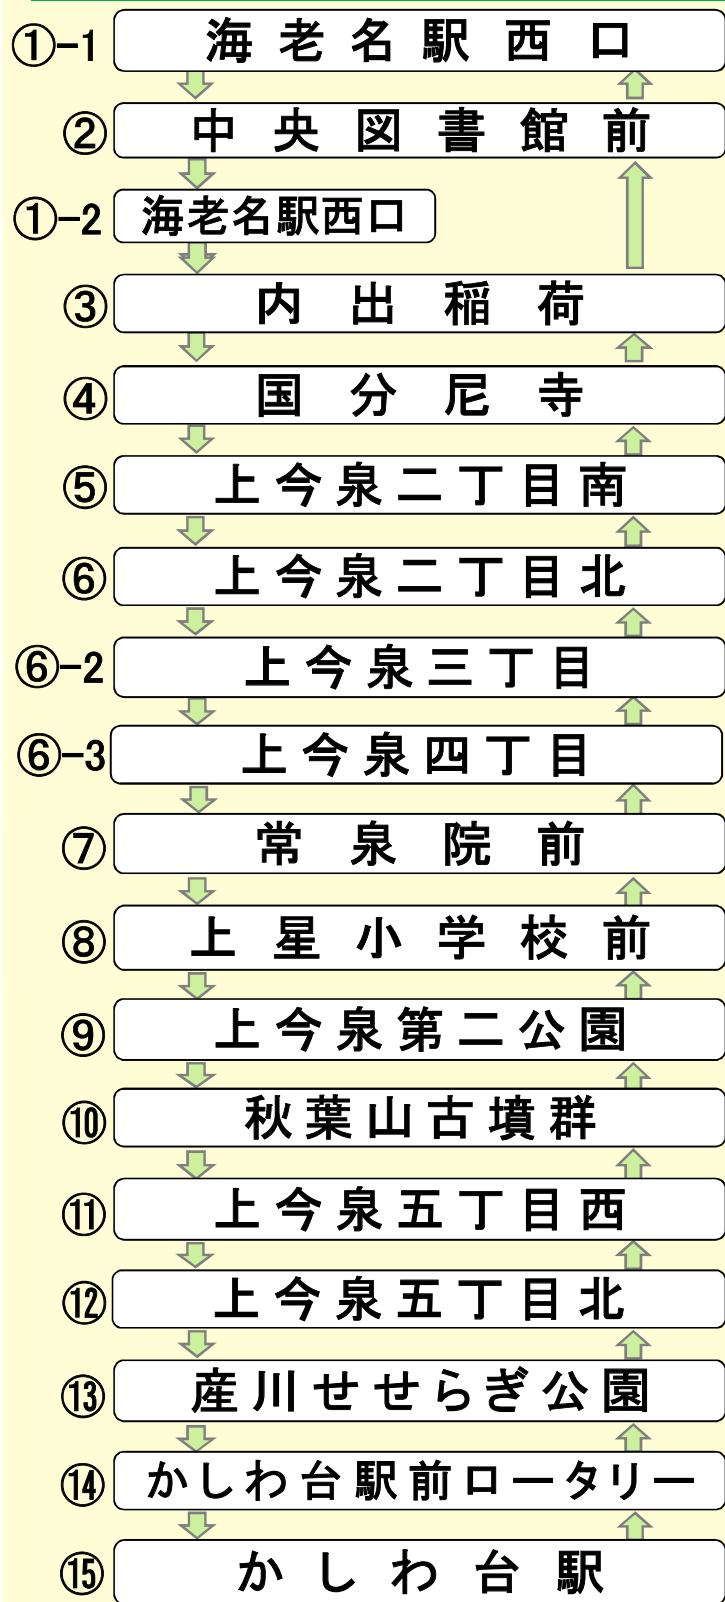 ①-1 海老名駅西口
② 中央図書館前
①-2 海老名駅西口
③ 内出稲荷
④ 国分尼寺
⑤ 上今泉二丁目南
⑥ 上今泉二丁目北
⑥-2 上今泉三丁目
⑥-3 上今泉四丁目
⑦ 常泉院前
⑧ 上星小学校前
⑨ 上今泉第二公園
⑩ 秋葉山古墳群
⑪ 上今泉五丁目西
⑫ 上今泉五丁目北
⑬ 産川せせらぎ公園
⑭ かしわ台駅前ロータリー
⑮ かしわ台駅